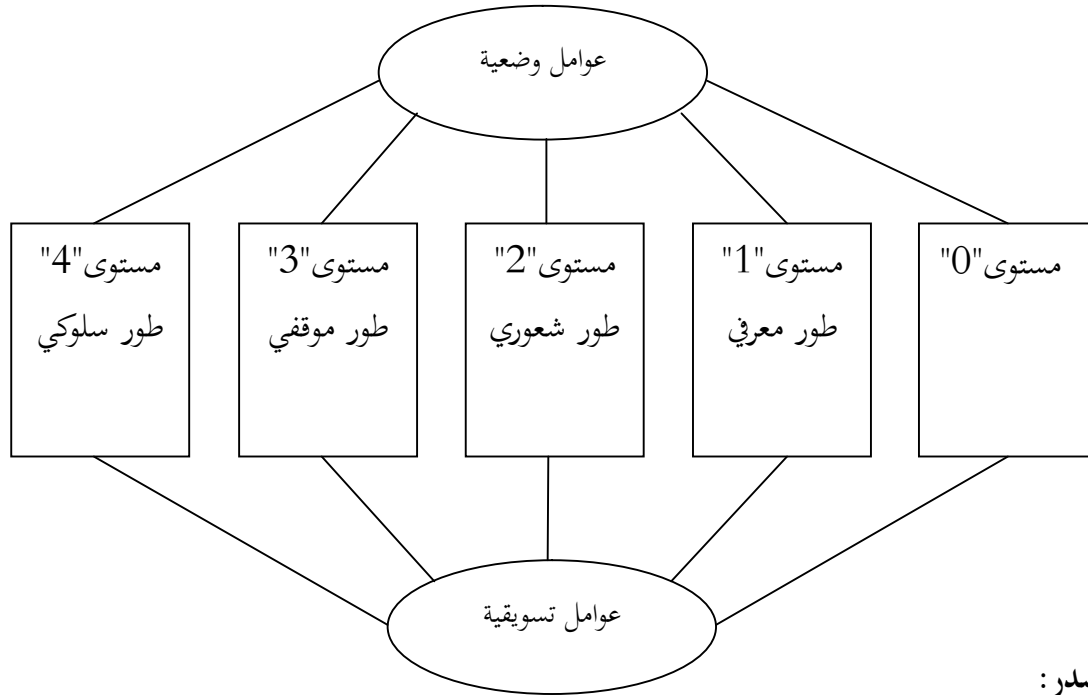 عوامل وضعية
مستوى"0"
مستوى"1"
طور معرفي
مستوى"2"
طور شعوري
مستوى"3"
طور موقفي
مستوى"4"
طور سلوكي
عوامل تسويقية